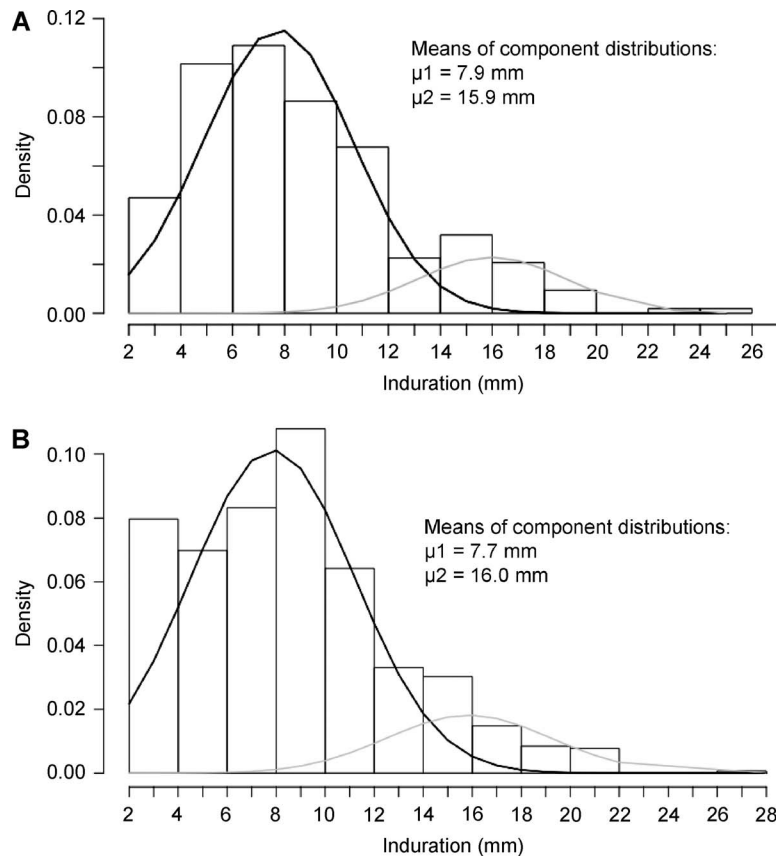 A
0.12
0.08
0.04
0.00
Density
Means of component distributions:
µ1 = 7.9 mm
µ2 = 15.9 mm
2 4 6 8 10 12 14 16 18 20 22 24 26
Induration (mm)
B
0.10
0.08
0.06
0.04
0.02
0.00
Density
Means of component distributions:
µ1 = 7.7 mm
µ2 = 16.0 mm
2 4 6 8 10 12 14 16 18 20 22 24 26 28
Induration (mm)